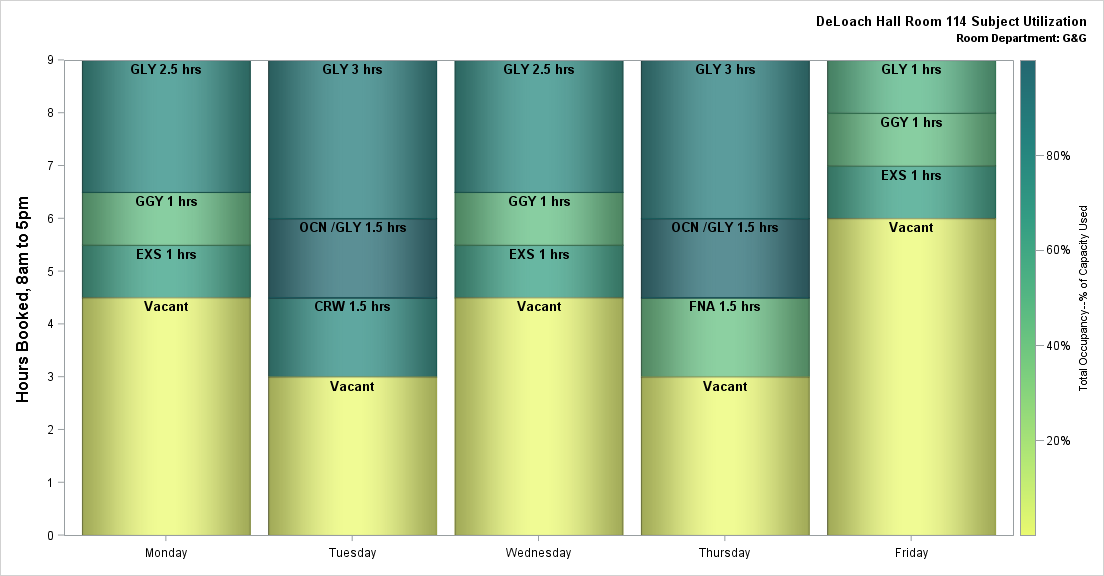 DeLoach Hall Room 114 Subject Utilization
Room Department: G&G
Hours Booked, 8am to 5pm
9
8
7
6
5
4
3
2
1
0
GLY 2.5 hrs
GGY 1 hrs
EXS 1 hrs
Vacant
Monday
GLY 3 hrs
OCN /GLY 1.5 hrs
CRW 1.5 hrs
Vacant
Tuesday
GLY 2.5 hrs
GGY 1 hrs
EXS 1 hrs
Vacant
Wednesday
GLY 3 hrs
OCN /GLY 1.5 hrs
FNA 1.5 hrs
Vacant
Thursday
GLY 1 hrs
GGY 1 hrs
EXS 1 hrs
Vacant
Friday
80%
60%
40%
20%
Total Occupancy--% of Capacity Used